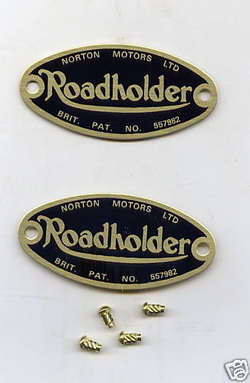 NORTON MOTORS LTD
Roadholder
BRIT. PAT. NO. 557982
NORTON MOTORS LTD
Roadholder
BRIT. PAT. NO. 557982